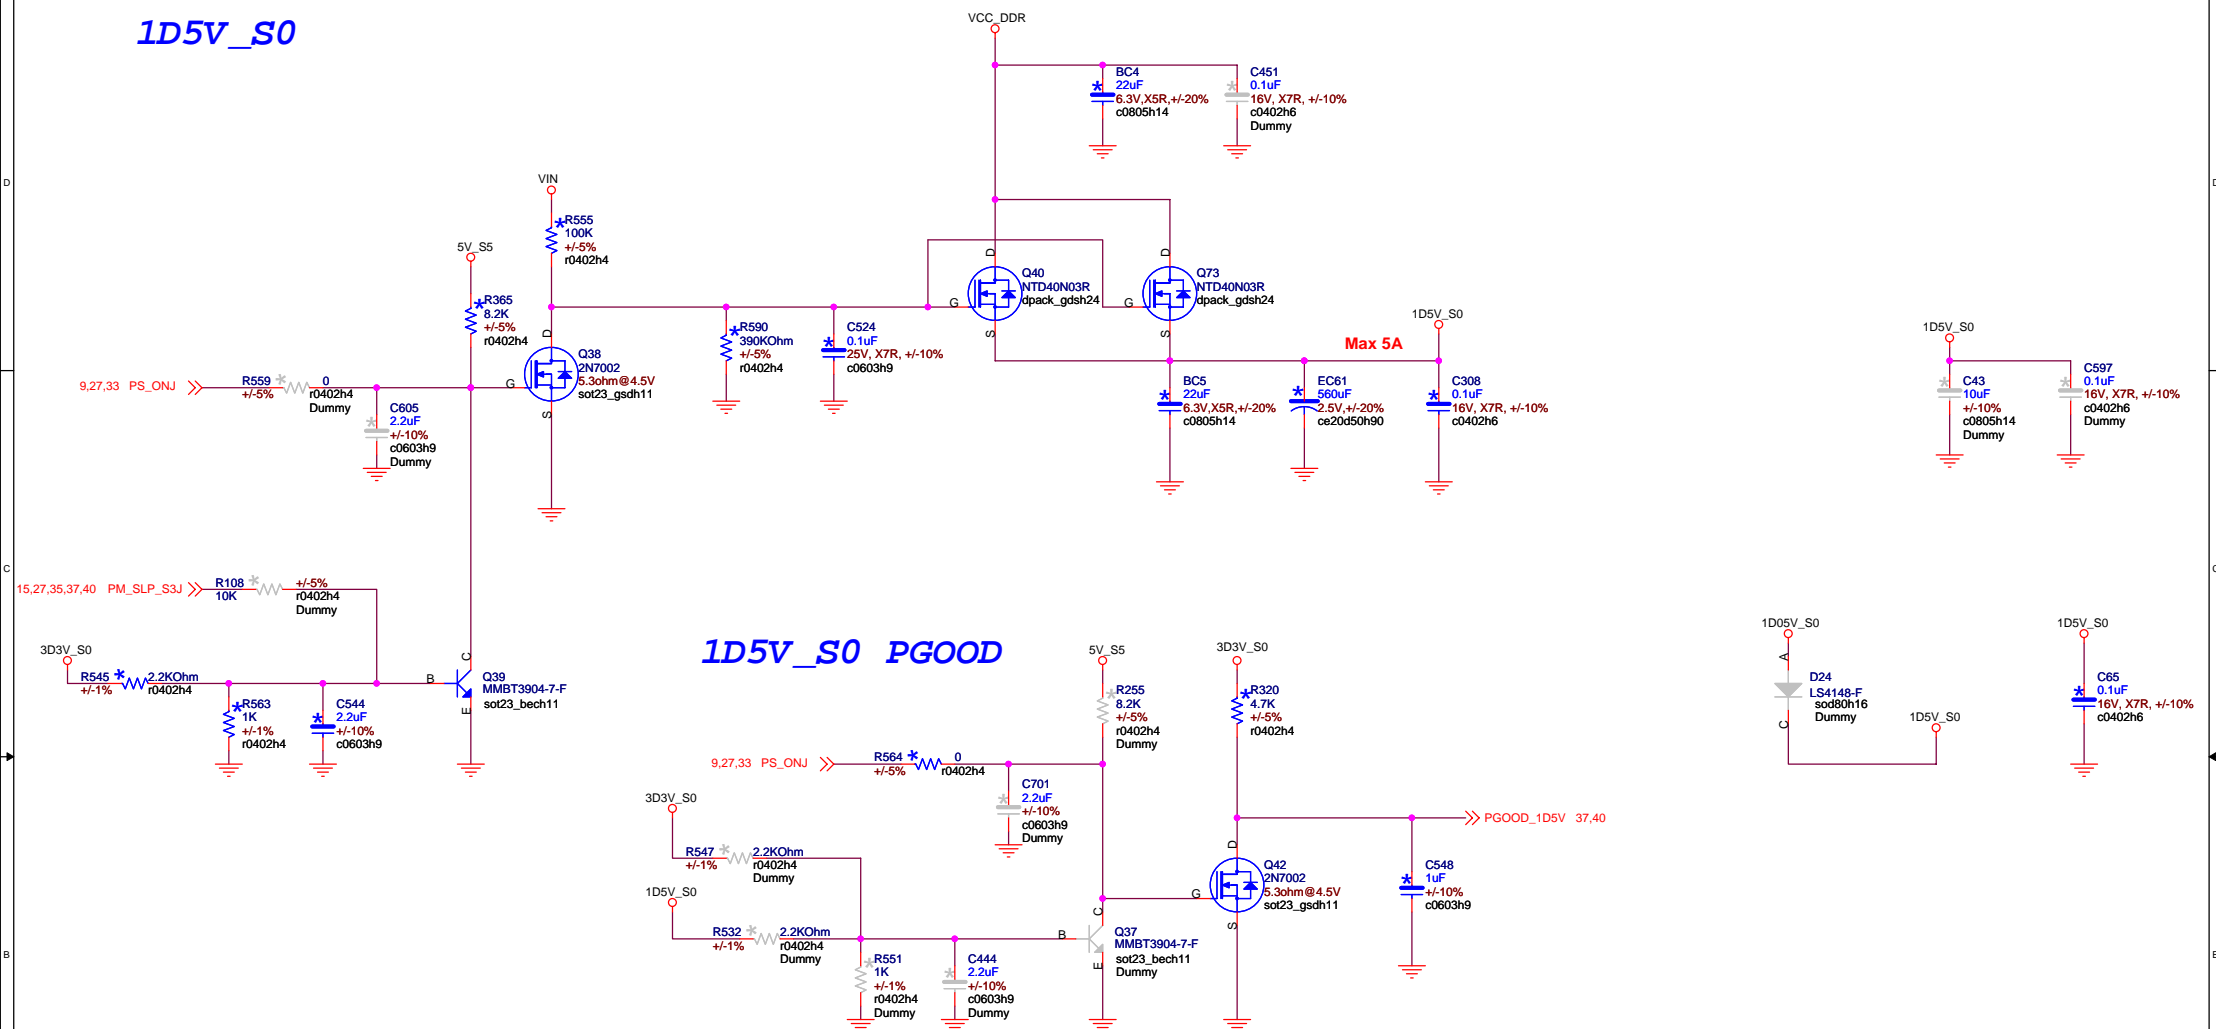 1D5V_S0
VCC_DDR
BC4
22uF
6.3V,X5R,+/-20%
c0805h14
C451
0.1uF
16V, X7R, +/-10%
c0402h6
Dummy
D
D
VIN
R555
100K
+/-5%
r0402h4
5V_S5
R365
8.2K
+/-5%
r0402h4
D
G
S
Q38
2N7002
5.3ohm@4.5V
sot23_gsdh11
R590
390KOhm
+/-5%
r0402h4
C524
0.1uF
25V, X7R, +/-10%
c0603h9
D
G
S
Q40
NTD40N03R
dpack_gdsh24
D
G
S
Q73
NTD40N03R
dpack_gdsh24
1D5V_S0
Max 5A
BC5
22uF
6.3V,X5R,+/-20%
c0805h14
EC61
560uF
2.5V,+/-20%
ce20d50h90
C308
0.1uF
16V, X7R, +/-10%
c0402h6
1D5V_S0
C43
10uF
+/-10%
c0805h14
Dummy
C597
0.1uF
16V, X7R, +/-10%
c0402h6
Dummy
9,27,33 PS_ONJ
R559
+/-5%
0
r0402h4
Dummy
C605
2.2uF
+/-10%
c0603h9
Dummy
C
C
15,27,35,37,40 PM_SLP_S3J
R108
10K
+/-5%
r0402h4
Dummy
3D3V_S0
R545
+/-1%
2.2KOhm
r0402h4
R563
1K
+/-1%
r0402h4
C544
2.2uF
+/-10%
c0603h9
C
B
E
Q39
MMBT3904-7-F
sot23_bech11
1D5V_S0 PGOOD
5V_S5
R255
8.2K
+/-5%
r0402h4
Dummy
3D3V_S0
R320
4.7K
+/-5%
r0402h4
9,27,33 PS_ONJ
R564
+/-5%
0
r0402h4
C701
2.2uF
+/-10%
c0603h9
Dummy
3D3V_S0
R547
+/-1%
2.2KOhm
r0402h4
Dummy
1D5V_S0
R532
+/-1%
2.2KOhm
r0402h4
Dummy
R551
1K
+/-1%
r0402h4
Dummy
C444
2.2uF
+/-10%
c0603h9
Dummy
C
B
E
Q37
MMBT3904-7-F
sot23_bech11
Dummy
D
G
S
Q42
2N7002
5.3ohm@4.5V
sot23_gsdh11
PGOOD_1D5V 37,40
C548
1uF
+/-10%
c0603h9
1D05V_S0
A
C
D24
LS4148-F
sod80h16
Dummy
1D5V_S0
1D5V_S0
C65
0.1uF
16V, X7R, +/-10%
c0402h6
B
B